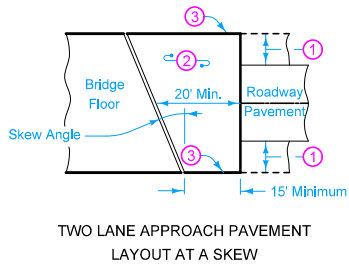 3
1
2
Bridge
Floor
20' Min.
Roadway
Pavement
Skew Angle
3
1
15' Minimum
TWO LANE APPROACH PAVEMENT
LAYOUT AT A SKEW